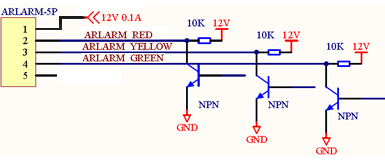 ARLARM-5P
12V 0.1A
10K 12V
1
2 ARLARM RED
10K 12V
3 ARLARM YELLOW
10K 12V
4 ARLARM GREEN
5
NPN
NPN
NPN
GND
GND
GND